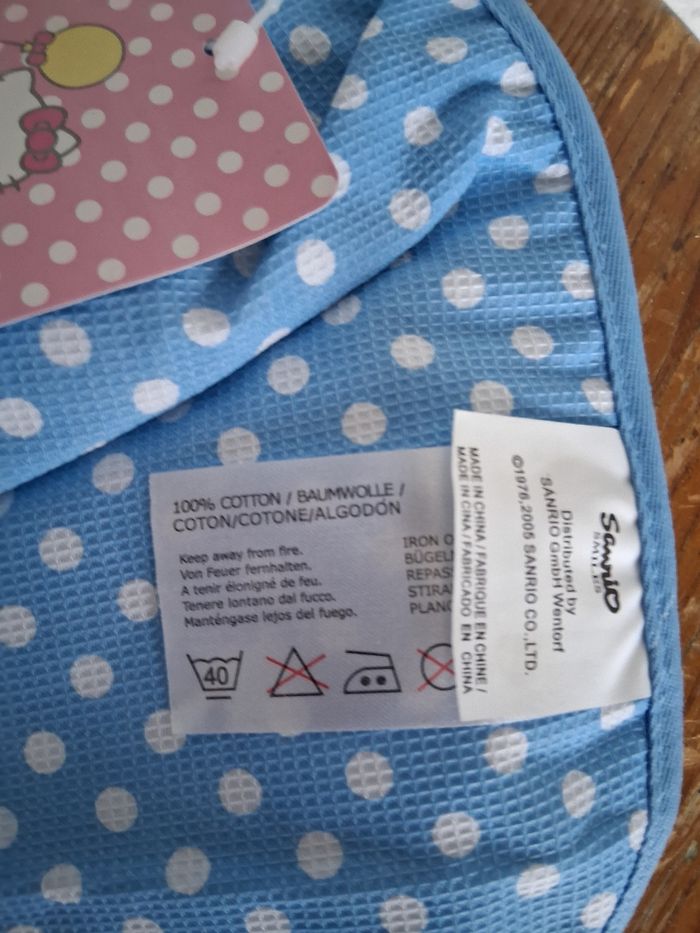 100% COTTON / BAUMWOLLE /
COTON/COTONE/ALGODÓN
Keep away from fire.
Von Feuer fernhalten.
A tenir éloigné de feu.
Tenere lontano dal fucco.
Manténgase lejos del fuego.
IRON
40
MADE IN CHINA / FABRIQUE EN CHINE /
MADE IN CINA / FABRICADO EN CHINA
Sanrio
SMILES
Distributed by
SANRIO GmbH Wentorf
©1976,2005 SANRIO CO.,LTD.